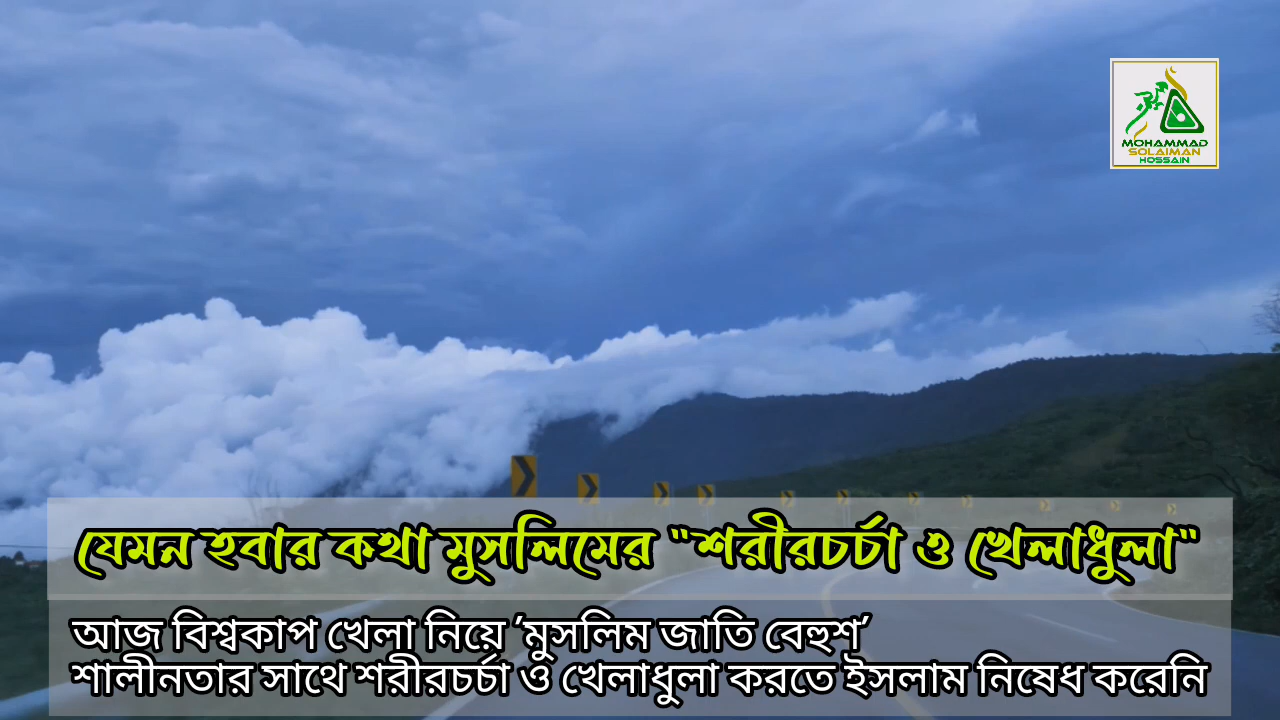 MOHAMMAD
SOLAIMAN
HOSSAIN
যেমন হবার কথা মুসলিমের "শরীরচর্চা ও খেলাধুলা"
আজ বিশ্বকাপ খেলা নিয়ে 'মুসলিম জাতি বেহুশ'
শালীনতার সাথে শরীরচর্চা ও খেলাধুলা করতে ইসলাম নিষেধ করেনি